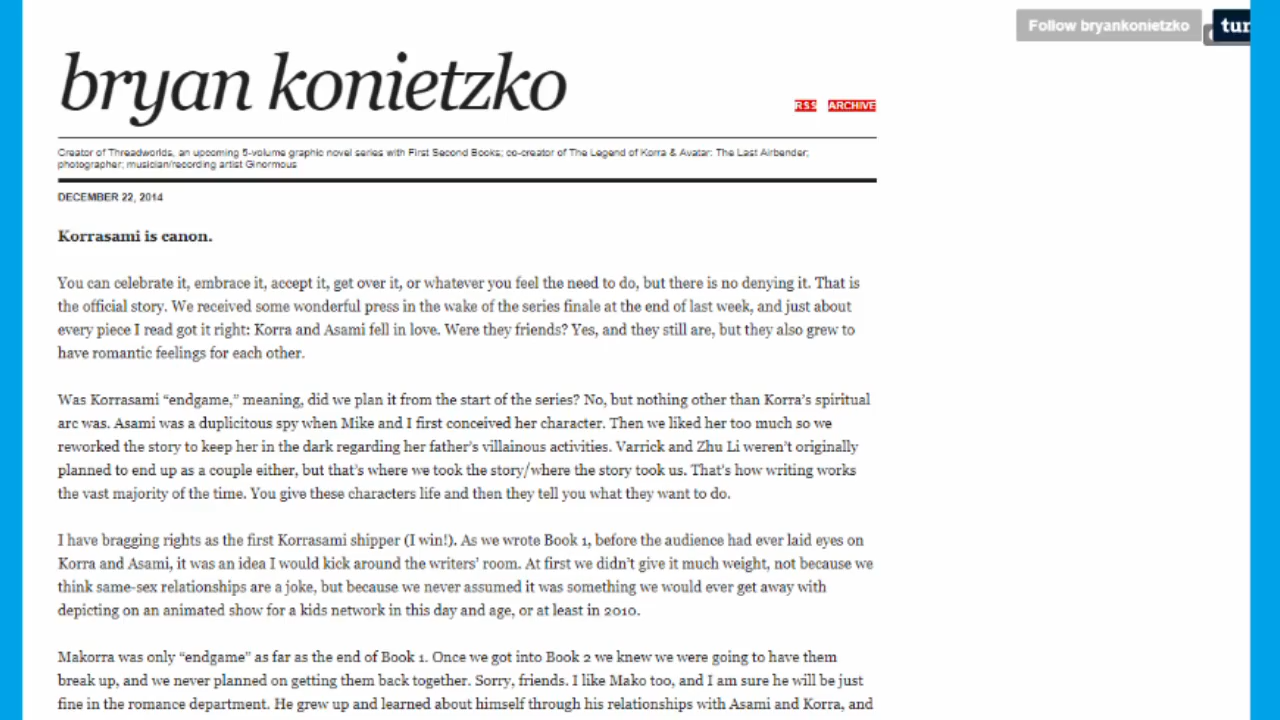 Follow bryankonietzko
bryan konietzko
RSS ARCHIVE
Creator of Threadworlds, an upcoming 5-volume graphic novel series with First Second Books; co-creator of The Legend of Korra & Avatar: The Last Airbender;
photographer; musician/recording artist Ginormous
DECEMBER 22, 2014
Korrasami is canon.
You can celebrate it, embrace it, accept it, get over it, or whatever you feel the need to do, but there is no denying it. That is
the official story. We received some wonderful press in the wake of the series finale at the end of last week, and just about
every piece I read got it right: Korra and Asami fell in love. Were they friends? Yes, and they still are, but they also grew to
have romantic feelings for each other.
Was Korrasami “endgame,” meaning, did we plan it from the start of the series? No, but nothing other than Korra’s spiritual
arc was. Asami was a duplicitous spy when Mike and I first conceived her character. Then we liked her too much so we
reworked the story to keep her in the dark regarding her father’s villainous activities. Varrick and Zhu Li weren’t originally
planned to end up as a couple either, but that’s where we took the story/where the story took us. That’s how writing works
the vast majority of the time. You give these characters life and then they tell you what they want to do.
I have bragging rights as the first Korrasami shipper (I win!). As we wrote Book 1, before the audience had ever laid eyes on
Korra and Asami, it was an idea I would kick around the writers’ room. At first we didn’t give it much weight, not because we
think same-sex relationships are a joke, but because we never assumed it was something we would ever get away with
depicting on an animated show for a kids network in this day and age, or at least in 2010.
Makorra was only “endgame” as far as the end of Book 1. Once we got into Book 2 we knew we were going to have them
break up, and we never planned on getting them back together. Sorry, friends. I like Mako too, and I am sure he will be just
fine in the romance department. He grew up and learned about himself through his relationships with Asami and Korra, and